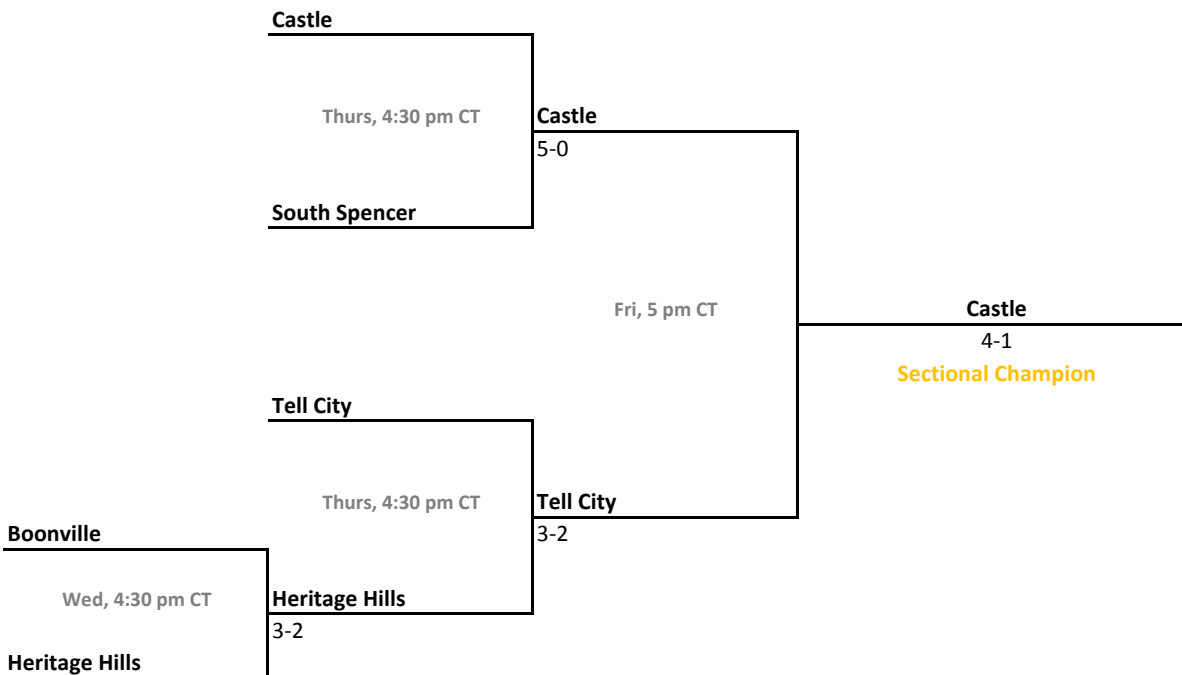 Castle
Thurs, 4:30 pm CT
Castle
5-0
South Spencer
Fri, 5 pm CT
Castle
4-1
Sectional Champion
Tell City
Thurs, 4:30 pm CT
Tell City
3-2
Boonville
Wed, 4:30 pm CT
Heritage Hills
3-2
Heritage Hills